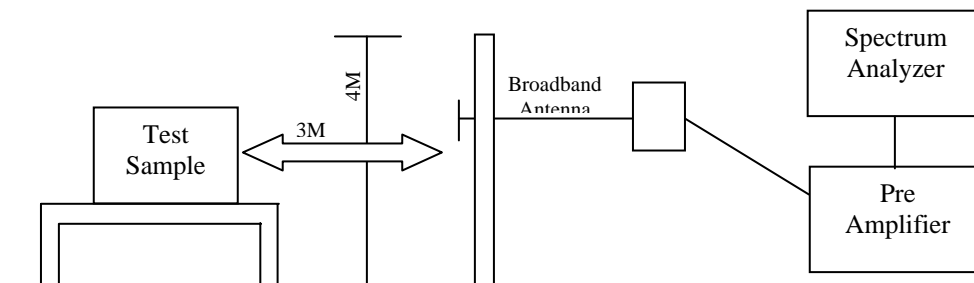 Spectrum
Analyzer
4M
Broadband
Antenna
3M
Test
Sample
Pre
Amplifier